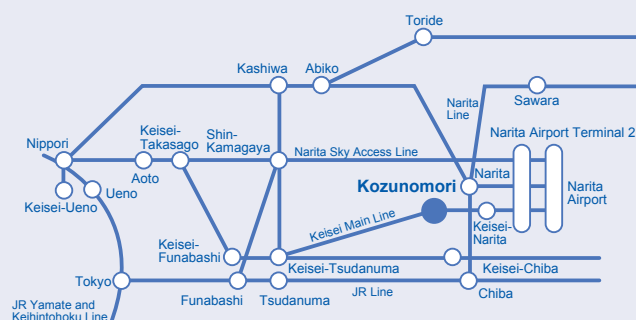 Toride
Kashiwa
Abiko
Narita
Line
Sawara
Nippori
Keisei-
Takasago
Shin-
Kamagaya
Narita Airport Terminal 2
Narita Sky Access Line
Aoto
Keisei-Ueno
Ueno
Kozunomori
Narita
Narita
Airport
Keisei Main Line
Keisei-
Narita
Keisei-
Funabashi
Keisei-Tsudanuma
Keisei-Chiba
Tokyo
Funabashi
Tsudanuma
JR Line
Chiba
JR Yamate and
Keihintohoku Line